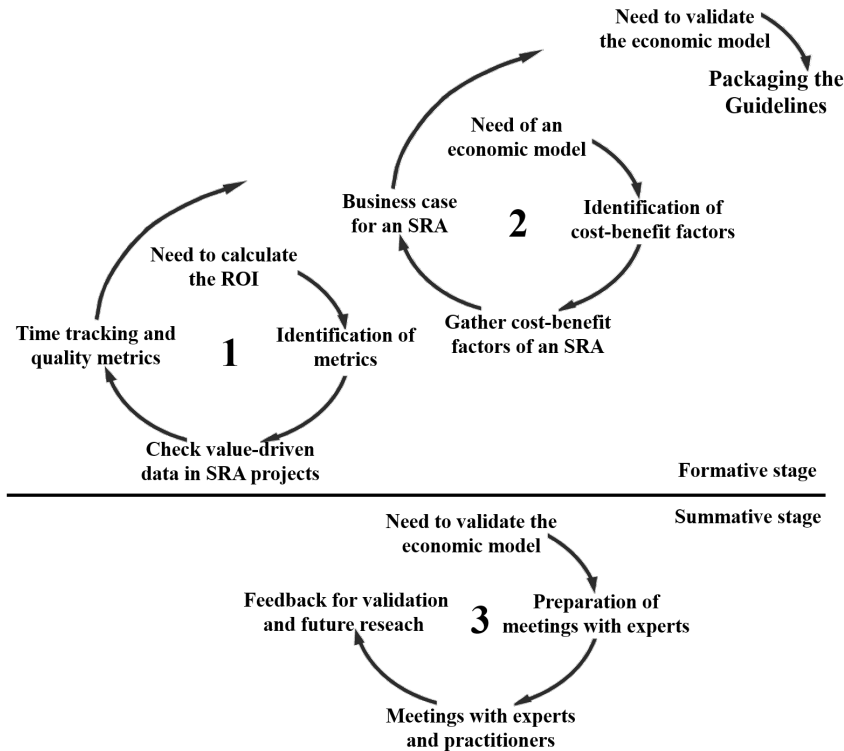 Need to validate
the economic model
Packaging the
Guidelines
Need of an
economic model
Business case
for an SRA
2
Identification of
cost-benefit factors
Gather cost-benefit
factors of an SRA
Need to calculate
the ROI
Time tracking and
quality metrics
1
Identification of
metrics
Check value-driven
data in SRA projects
Formative stage
Summative stage
Need to validate the
economic model
Feedback for validation
and future reseach
3
Preparation of
meetings with experts
Meetings with experts
and practitioners